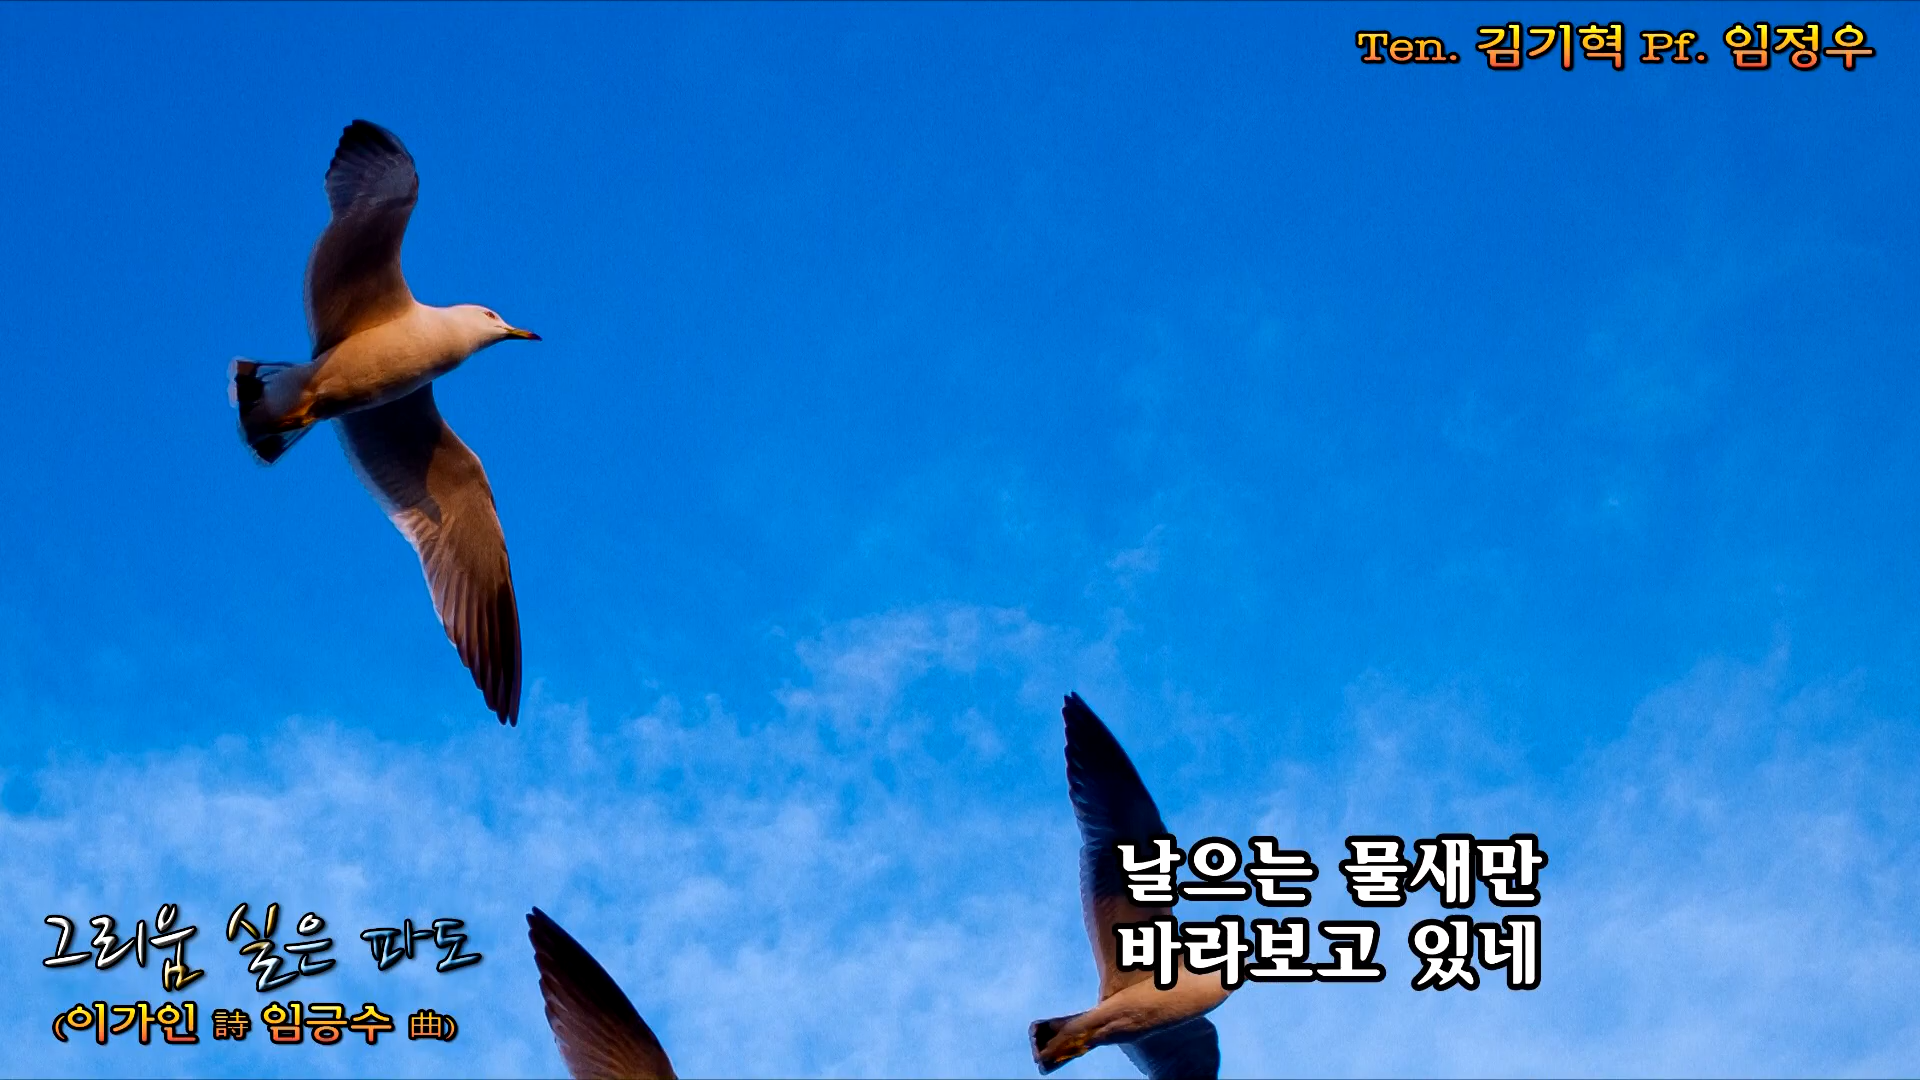 Ten. 김기혁 Pf. 임정우
날으는 물새만
바라보고 있네
그리움 실은 파도
(이가인 詩 임긍수 曲)